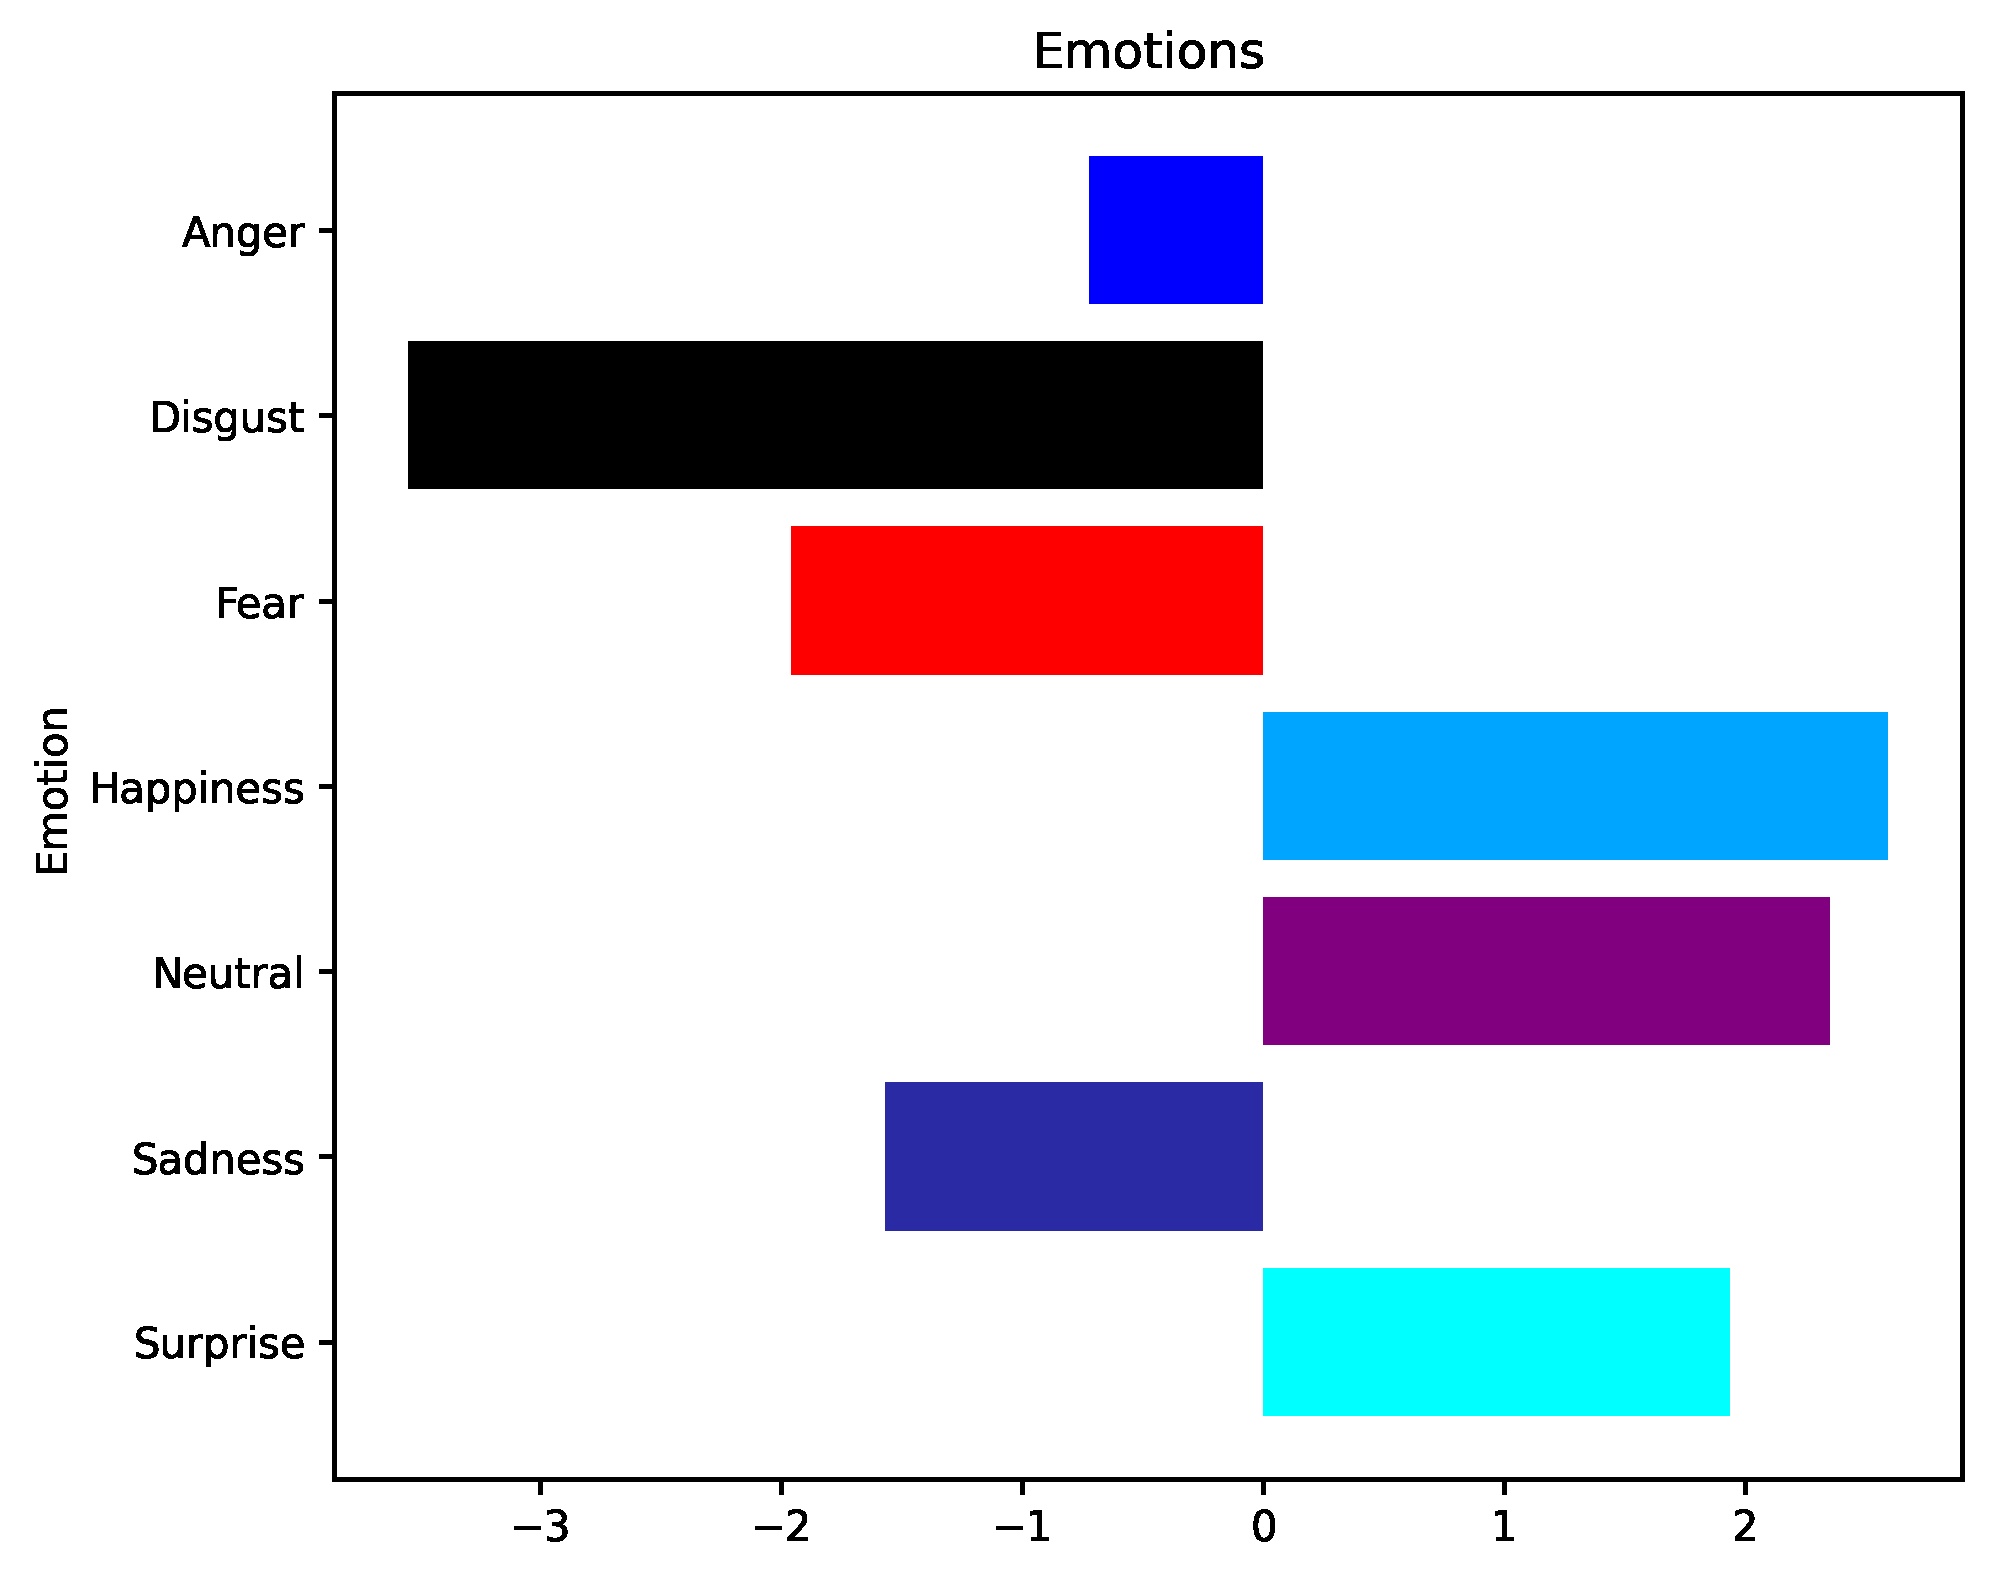 Emotions
Anger
Disgust
Fear
Happiness
Neutral
Sadness
Surprise
Emotion
−3 −2 −1 0 1 2